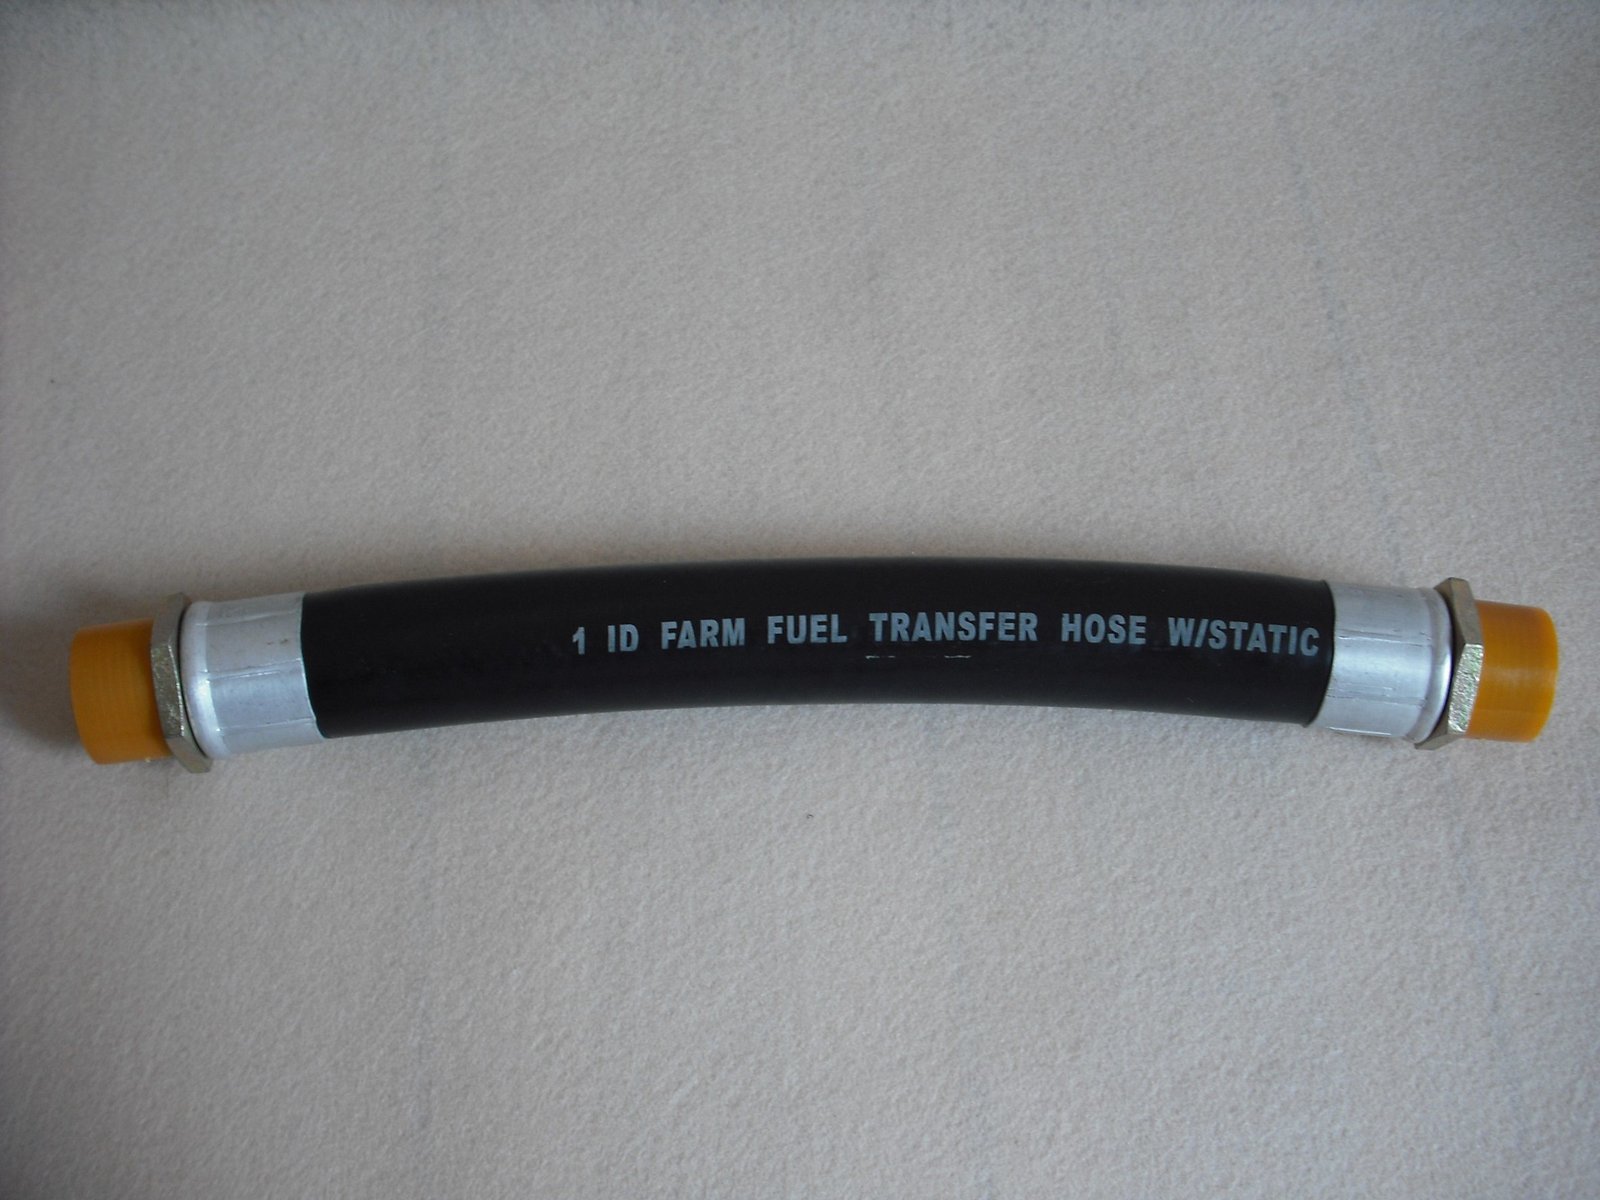 1 ID FARM FUEL TRANSFER HOSE W/STATIC